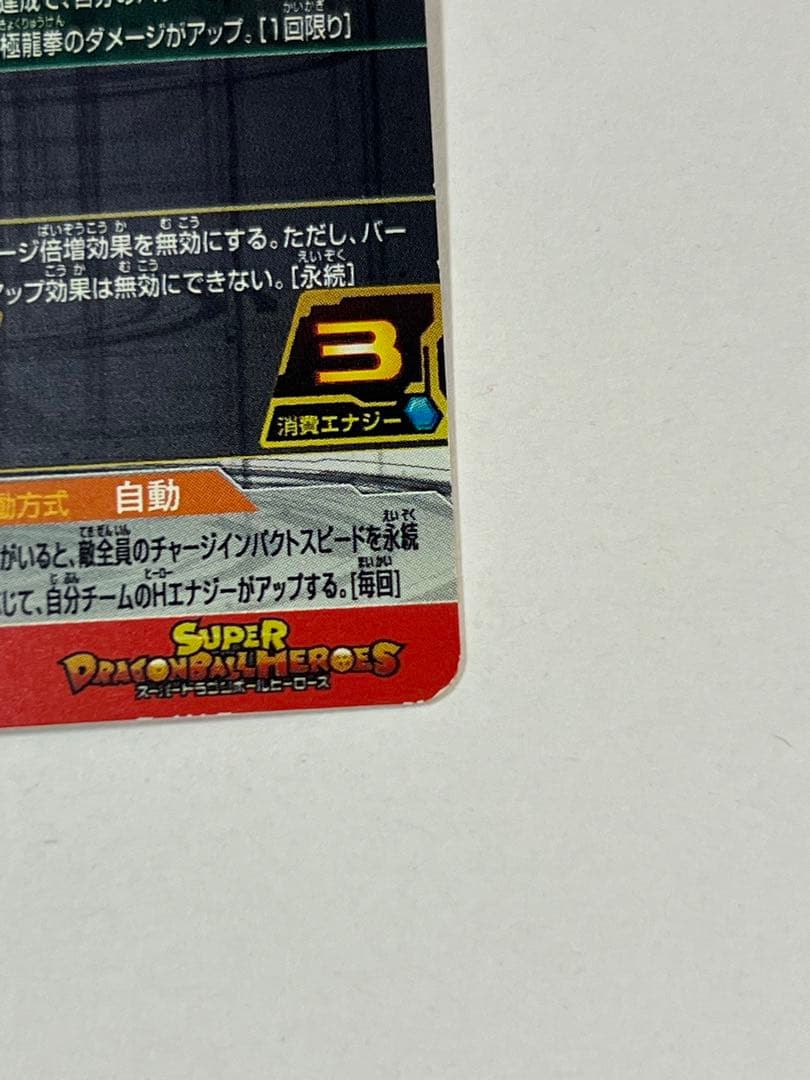 極龍拳のダメージがアップ。[1回限り]
ージ倍増効果を無効にする。ただし、バー
アップ効果は無効にできない。[永続]
3
消費エナジー
動方式 自動
がいると、敵全員のチャージインパクトスピードを永続
じて、自分チームのHエナジーがアップする。[毎回]
SUPER
DRAGONBALL HEROES
スーパードラゴンボールヒーローズ